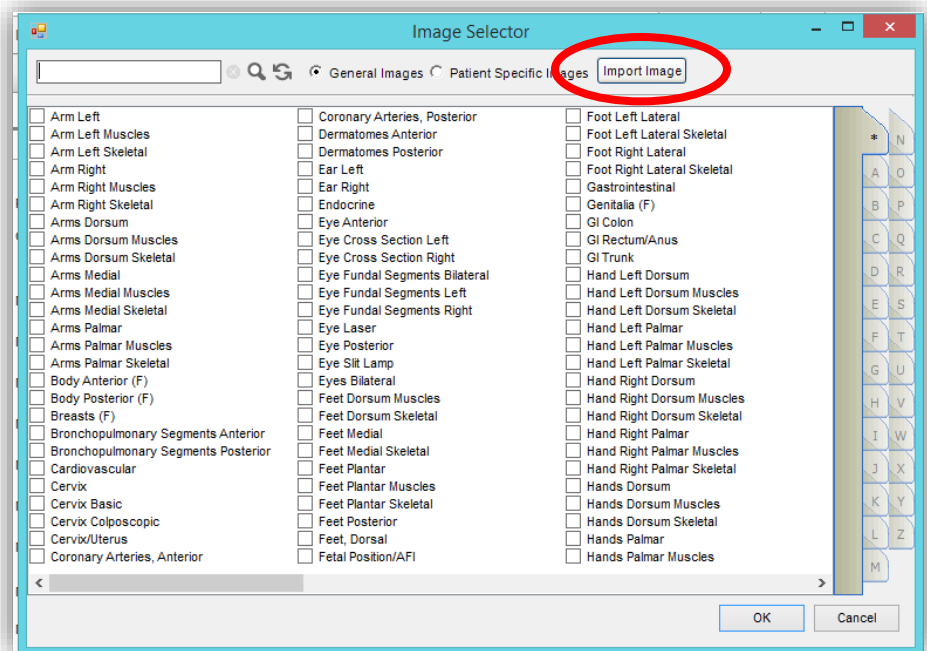 Image Selector
General Images Patient Specific Images Import Image
Arm Left
Arm Left Muscles
Arm Left Skeletal
Arm Right
Arm Right Muscles
Arm Right Skeletal
Arms Dorsum
Arms Dorsum Muscles
Arms Dorsum Skeletal
Arms Medial
Arms Medial Muscles
Arms Medial Skeletal
Arms Palmar
Arms Palmar Muscles
Arms Palmar Skeletal
Body Anterior (F)
Body Posterior (F)
Breasts (F)
Bronchopulmonary Segments Anterior
Bronchopulmonary Segments Posterior
Cardiovascular
Cervix
Cervix Basic
Cervix Colposcopic
Cervix/Uterus
Coronary Arteries, Anterior
Coronary Arteries, Posterior
Dermatomes Anterior
Dermatomes Posterior
Ear Left
Ear Right
Endocrine
Eye Anterior
Eye Cross Section Left
Eye Cross Section Right
Eye Fundal Segments Bilateral
Eye Fundal Segments Left
Eye Fundal Segments Right
Eye Laser
Eye Posterior
Eye Slit Lamp
Eyes Bilateral
Feet Dorsum Muscles
Feet Dorsum Skeletal
Feet Medial
Feet Medial Skeletal
Feet Plantar
Feet Plantar Muscles
Feet Plantar Skeletal
Feet Posterior
Feet, Dorsal
Fetal Position/AFI
Foot Left Lateral
Foot Left Lateral Skeletal
Foot Right Lateral
Foot Right Lateral Skeletal
Gastrointestinal
Genitalia (F)
GI Colon
GI Rectum/Anus
GI Trunk
Hand Left Dorsum
Hand Left Dorsum Muscles
Hand Left Dorsum Skeletal
Hand Left Palmar
Hand Left Palmar Muscles
Hand Left Palmar Skeletal
Hand Right Dorsum
Hand Right Dorsum Muscles
Hand Right Dorsum Skeletal
Hand Right Palmar
Hand Right Palmar Muscles
Hand Right Palmar Skeletal
Hands Dorsum
Hands Dorsum Muscles
Hands Dorsum Skeletal
Hands Palmar
Hands Palmar Muscles
* N
A O
B P
C Q
D R
E S
F T
G U
H V
I W
J X
K Y
L Z
M
OK Cancel